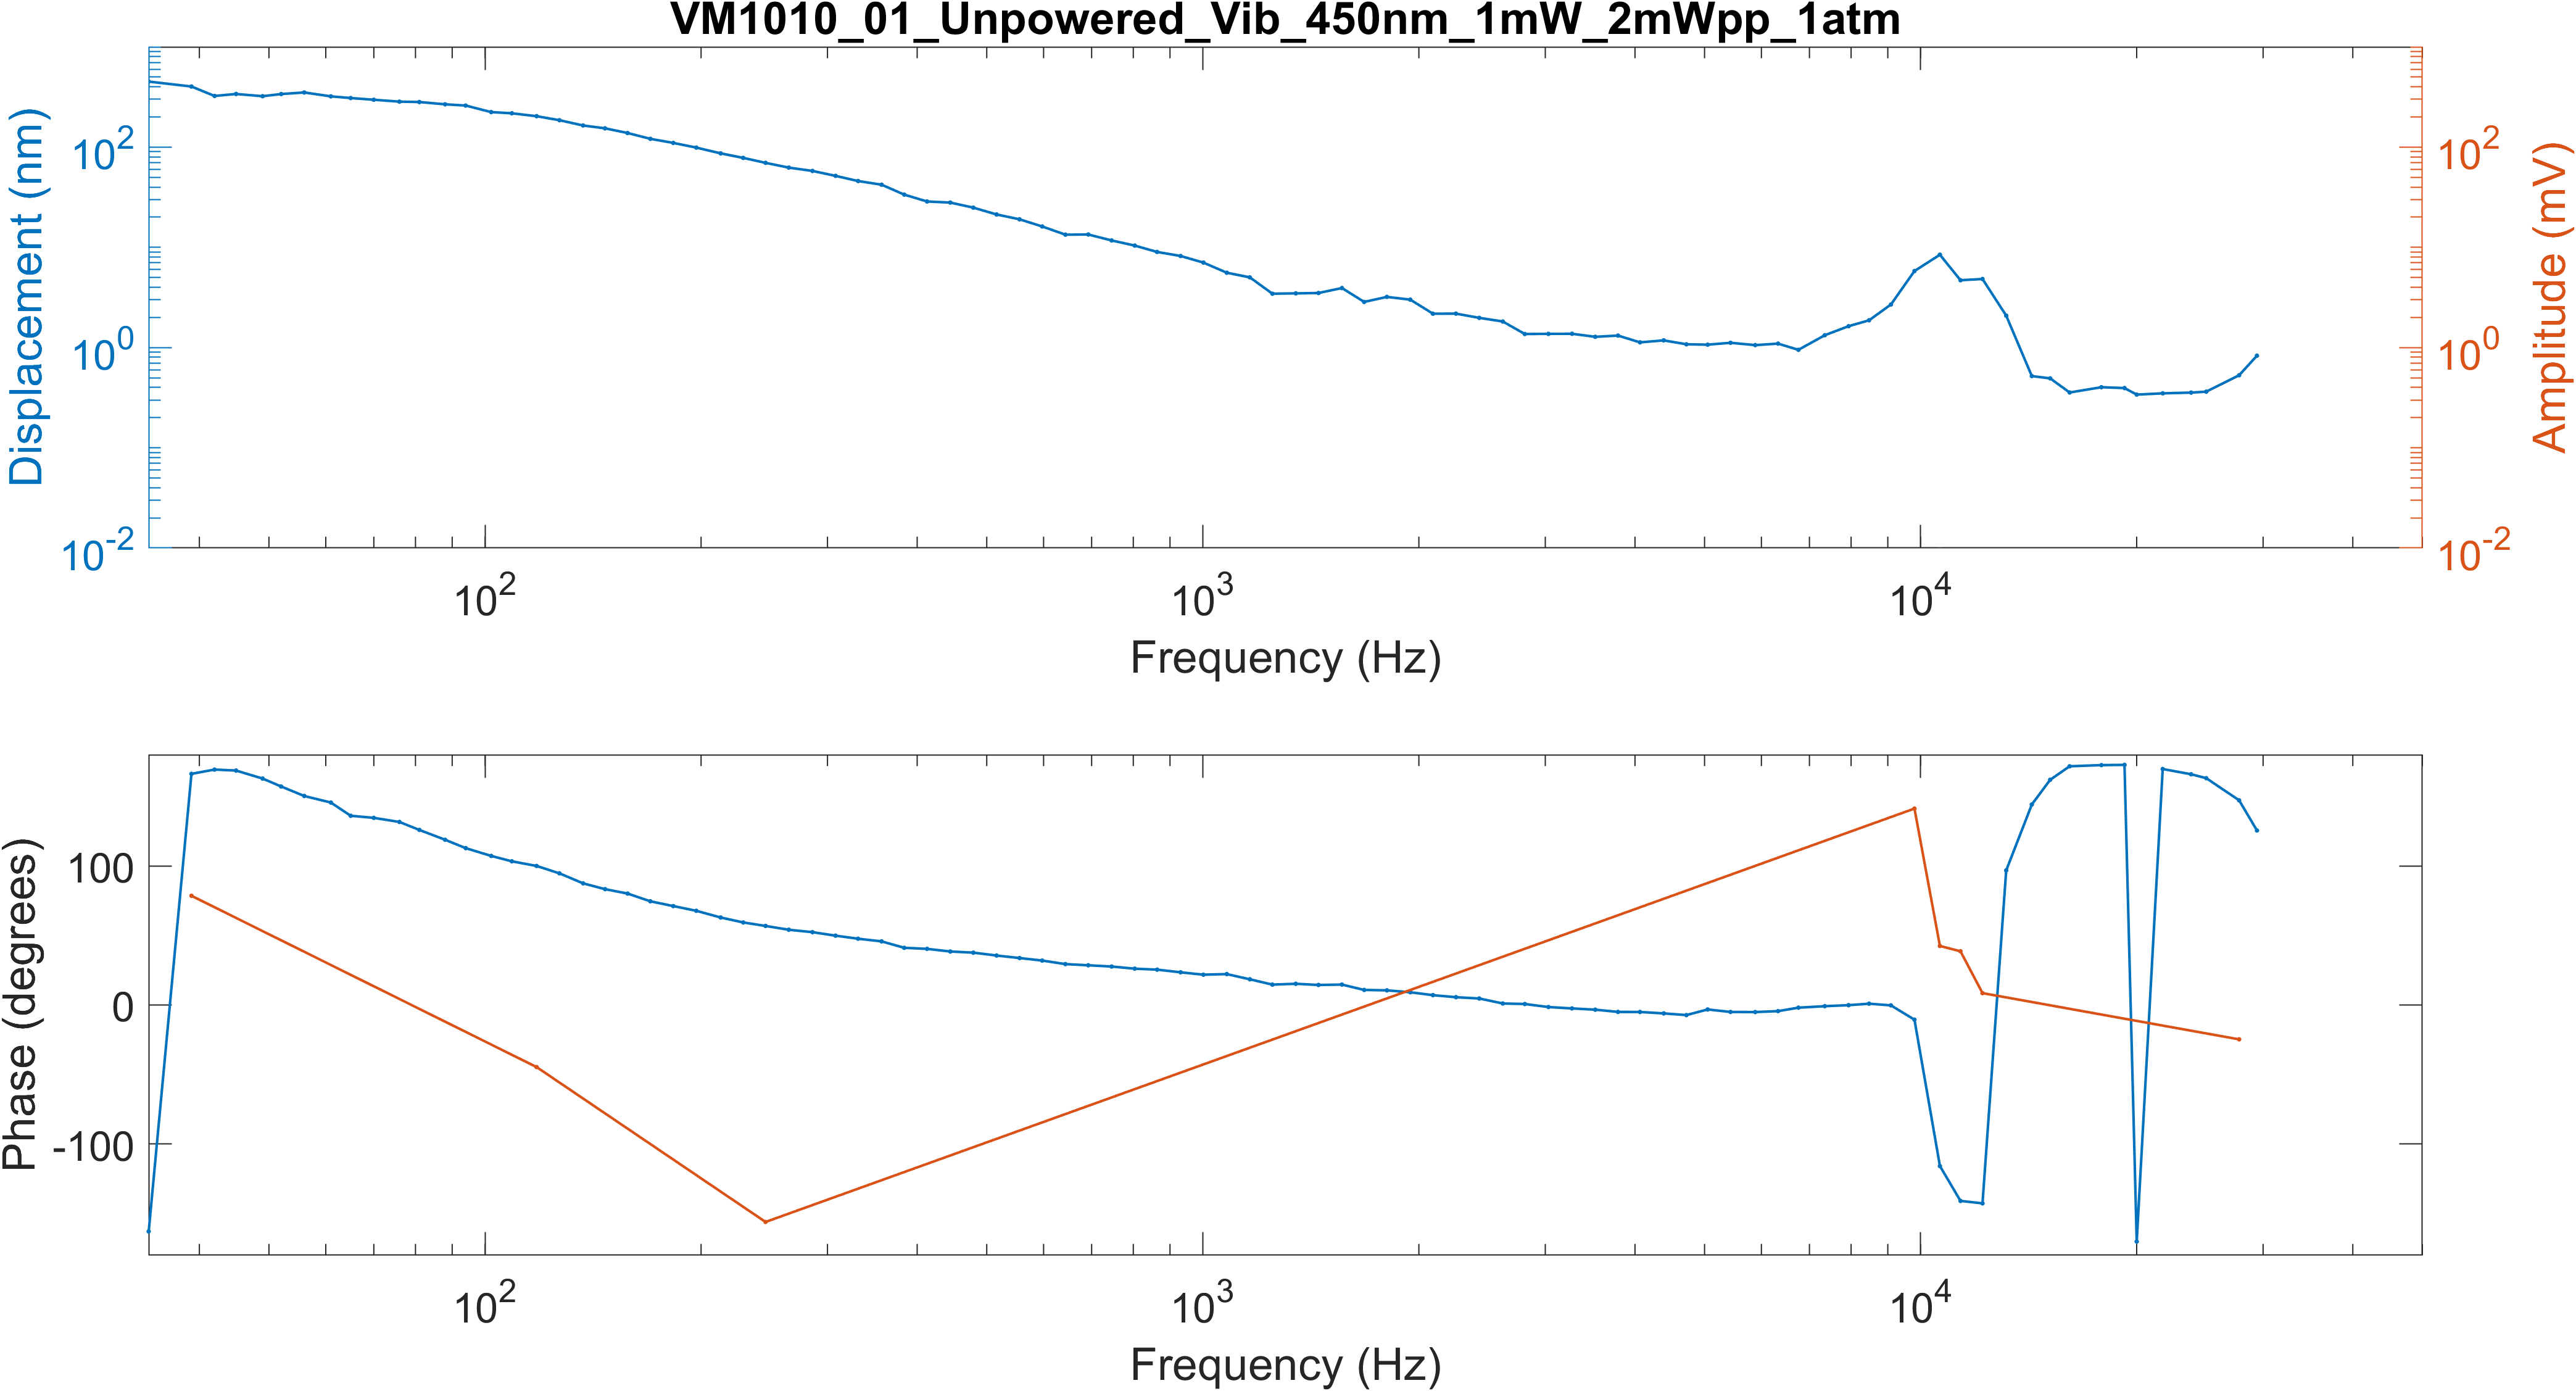 VM1010_01_Unpowered_Vib_450nm_1mW_2mWpp_1atm
Displacement (nm)
10^2
10^0
10^-2
Amplitude (mV)
10^2
10^0
10^-2
10^2 10^3 10^4
Frequency (Hz)
Phase (degrees)
100
0
-100
10^2 10^3 10^4
Frequency (Hz)